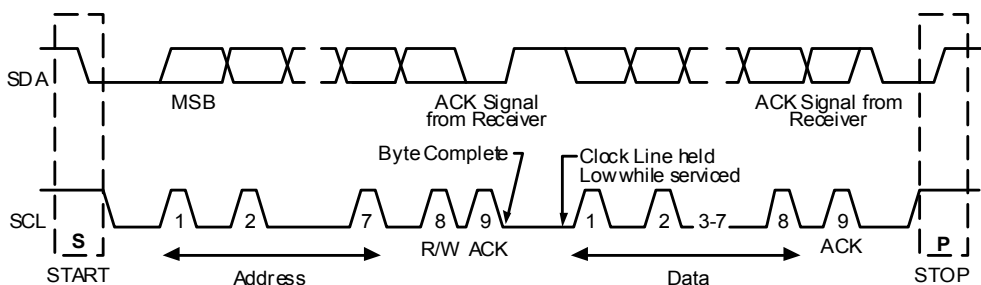 SDA
MSB
ACK Signal
from Receiver
ACK Signal from
Receiver
Byte Complete
Clock Line held
Low while serviced
SCL
S
1
2
7
8
9
1
2
3-7
8
9
P
R/W ACK
ACK
START
Address
Data
STOP